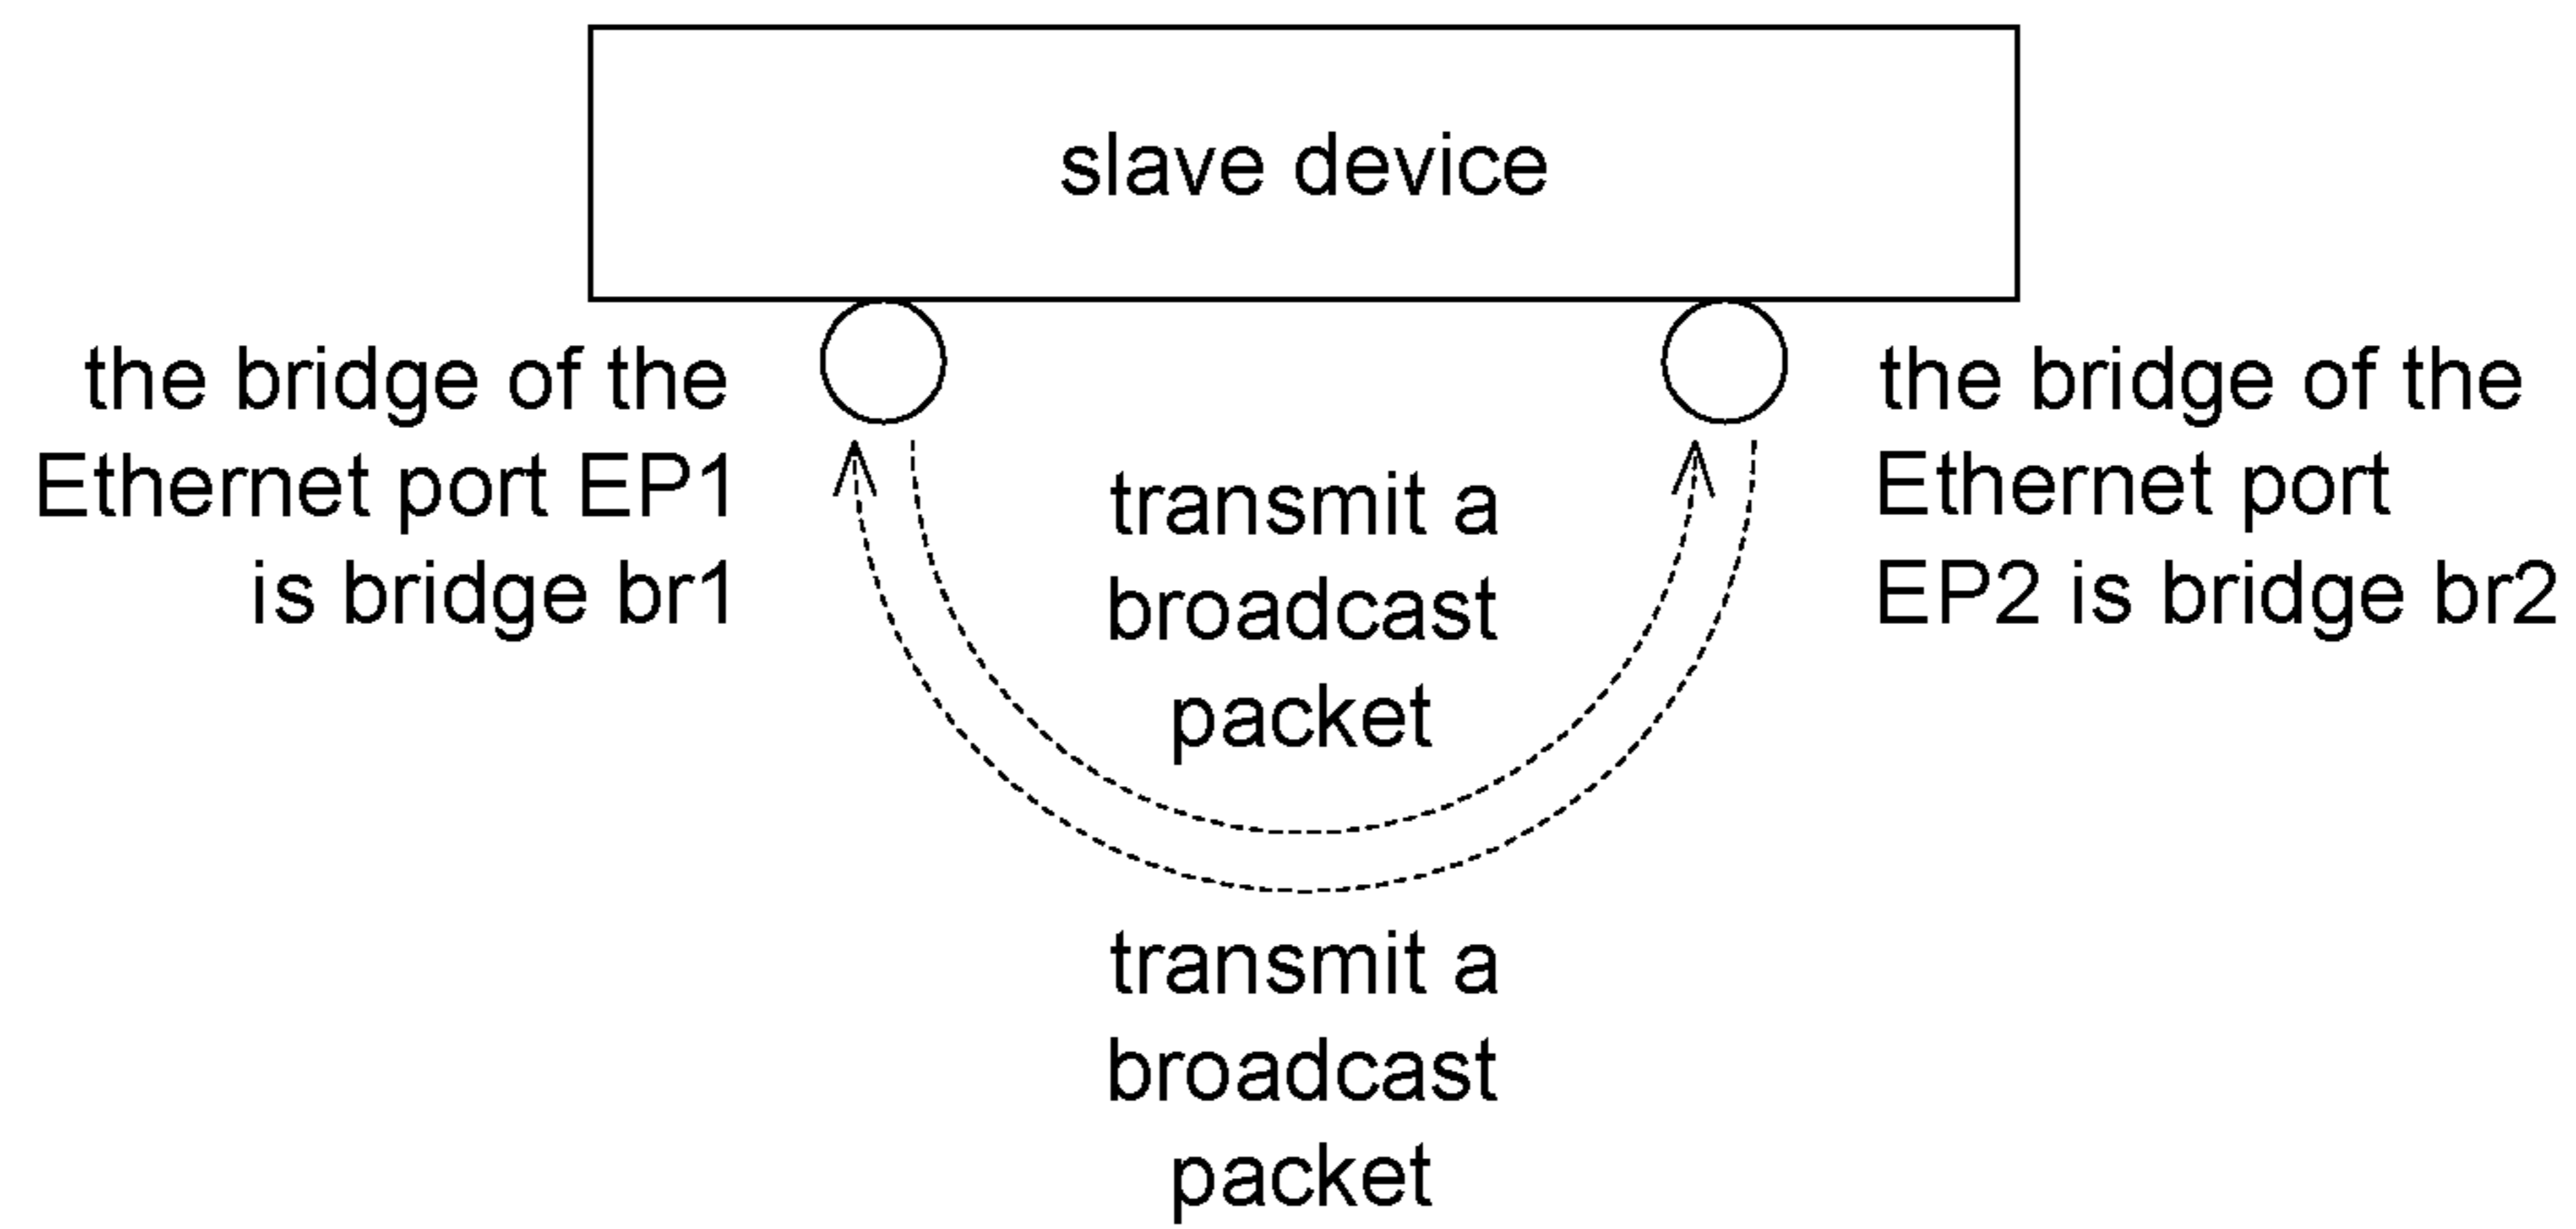 slave device
the bridge of the
Ethernet port EP1
is bridge br1
transmit a
broadcast
packet
the bridge of the
Ethernet port
EP2 is bridge br2
transmit a
broadcast
packet